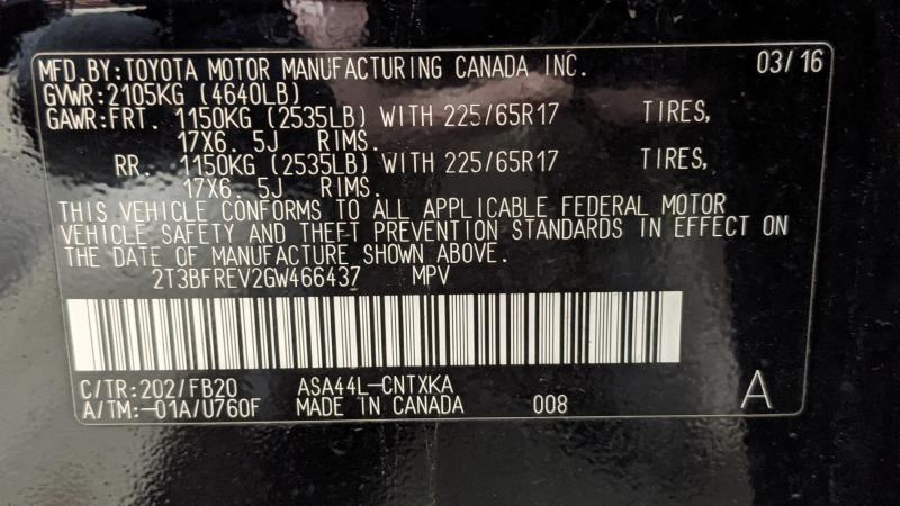 MFD.BY:TOYOTA MOTOR MANUFACTURING CANADA INC. 03/16
GVWR:2105KG (4640LB)
GAWR:FRT. 1150KG (2535LB) WITH 225/65R17 TIRES,
17X6. 5J RIMS.
RR. 1150KG (2535LB) WITH 225/65R17 TIRES,
17X6. 5J RIMS.
THIS VEHICLE CONFORMS TO ALL APPLICABLE FEDERAL MOTOR
VEHICLE SAFETY AND THEFT PREVENTION STANDARDS IN EFFECT ON
THE DATE OF MANUFACTURE SHOWN ABOVE.
2T3BFREV2GW466437 MPV
C/TR:202/FB20 ASA44L-CNTXKA
A/TM:-01A/U760F MADE IN CANADA 008 A